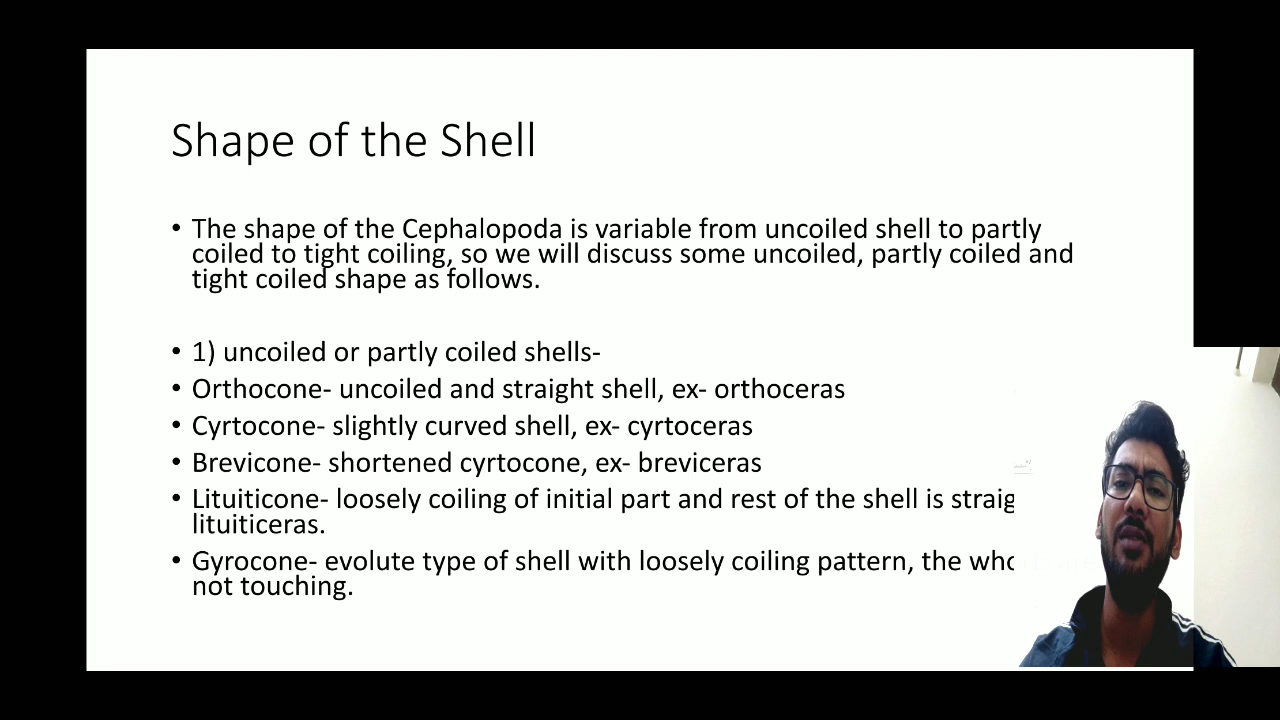 Shape of the Shell
• The shape of the Cephalopoda is variable from uncoiled shell to partly
coiled to tight coiling, so we will discuss some uncoiled, partly coiled and
tight coiled shape as follows.
• 1) uncoiled or partly coiled shells-
• Orthocone- uncoiled and straight shell, ex- orthoceras
• Cyrtocone- slightly curved shell, ex- cyrtoceras
• Brevicone- shortened cyrtocone, ex- breviceras
• Lituiticone- loosely coiling of initial part and rest of the shell is
lituiticeras.
• Gyrocone- evolute type of shell with loosely coiling pattern, the
not touching.